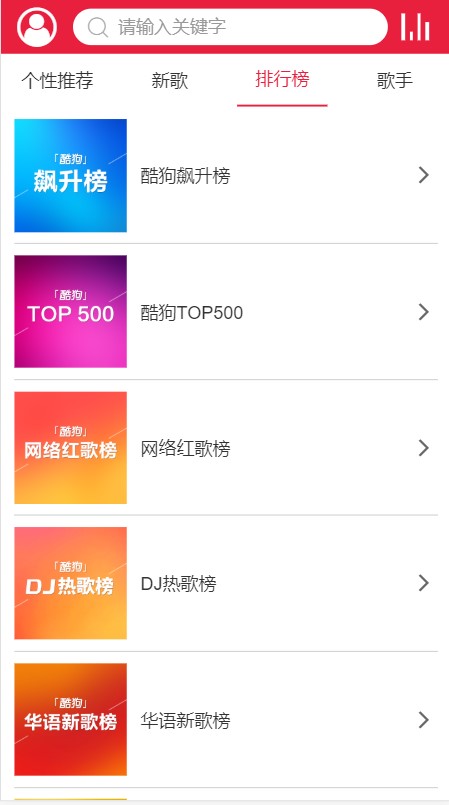 请输入关键字
个性推荐 新歌 排行榜 歌手
「酷狗」
飙升榜
酷狗飙升榜
「酷狗」
TOP 500
酷狗TOP500
「酷狗」
网络红歌榜
网络红歌榜
「酷狗」
DJ热歌榜
DJ热歌榜
「酷狗」
华语新歌榜
华语新歌榜